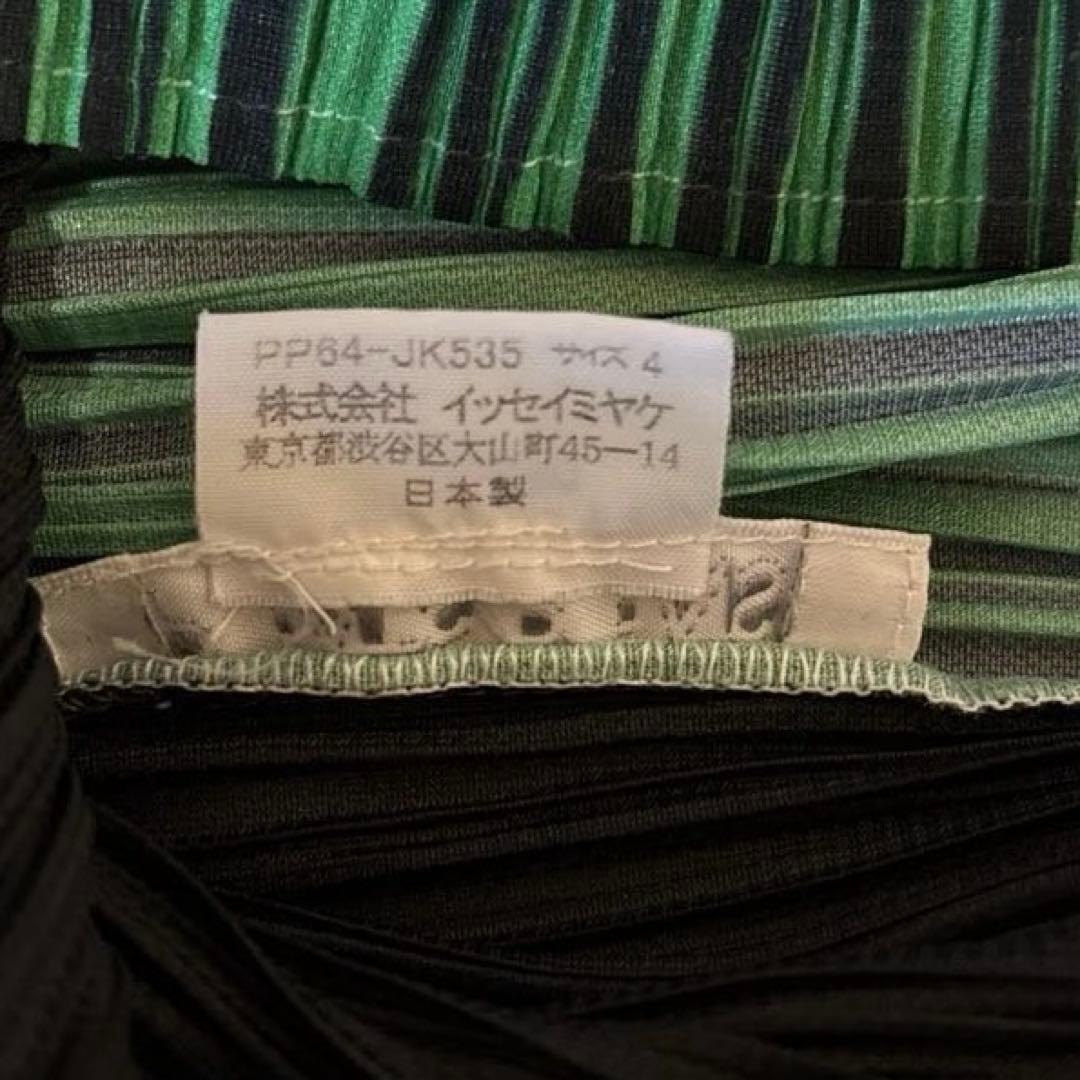 PP64-JK535 サイズ 4
株式会社 イッセイミヤケ
東京都渋谷区大山町45-14
日本製